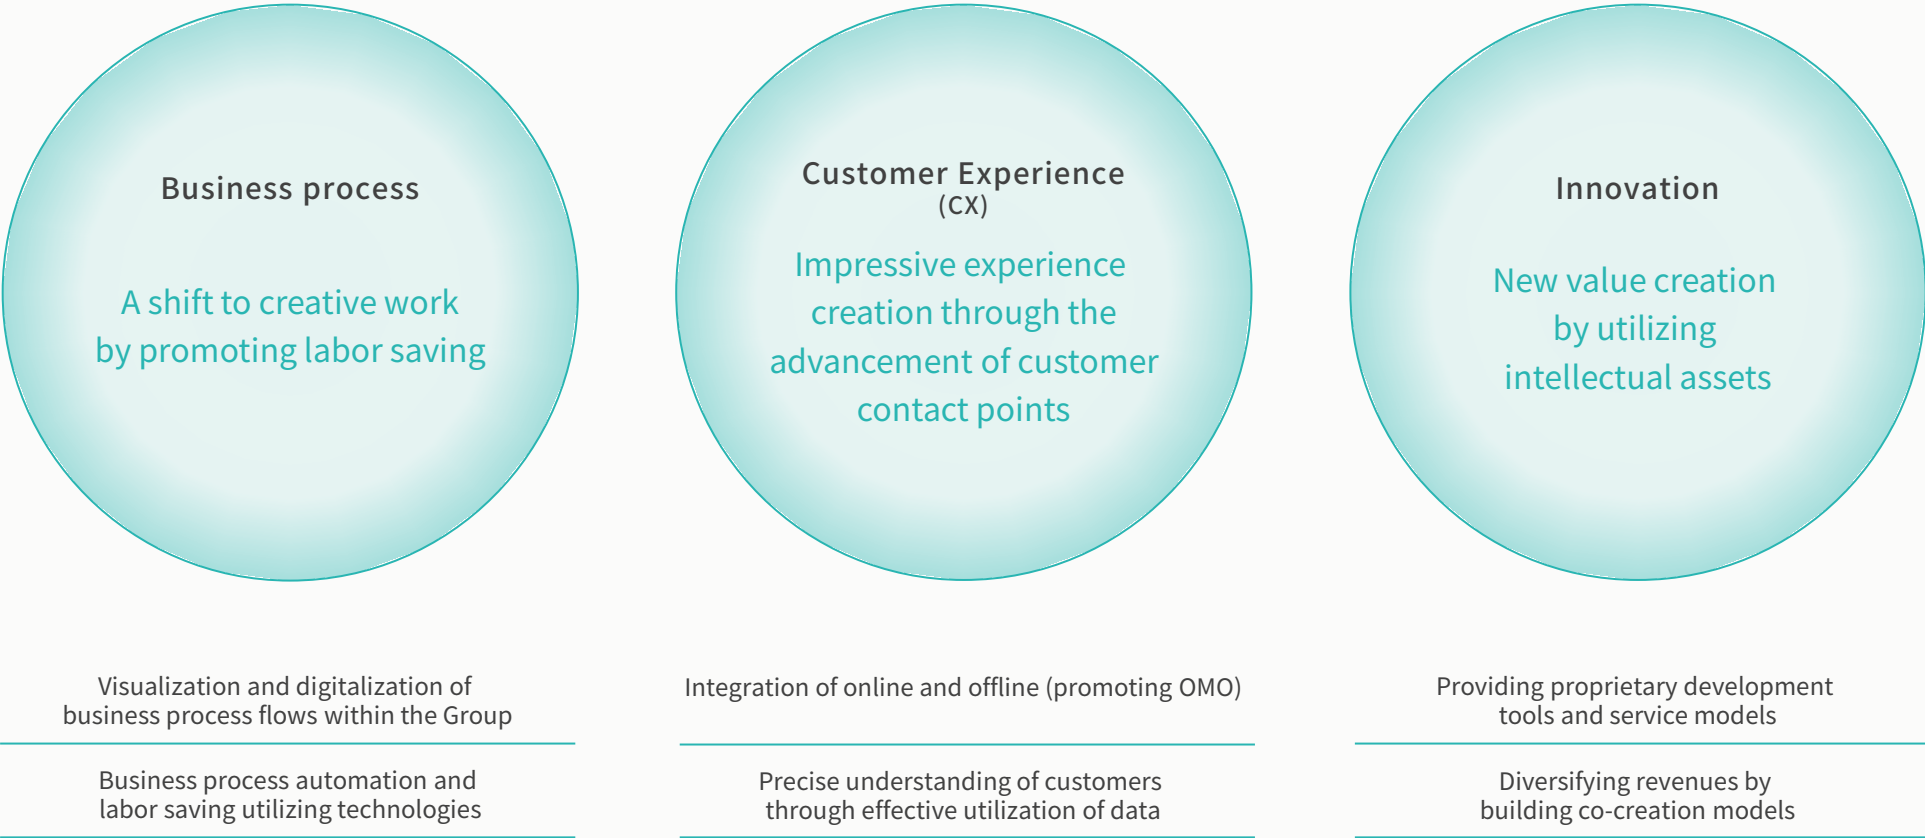 Business process
A shift to creative work
by promoting labor saving
Customer Experience
(CX)
Impressive experience
creation through the
advancement of customer
contact points
Innovation
New value creation
by utilizing
intellectual assets
Visualization and digitalization of
business process flows within the Group
Business process automation and
labor saving utilizing technologies
Integration of online and offline (promoting OMO)
Precise understanding of customers
through effective utilization of data
Providing proprietary development
tools and service models
Diversifying revenues by
building co-creation models